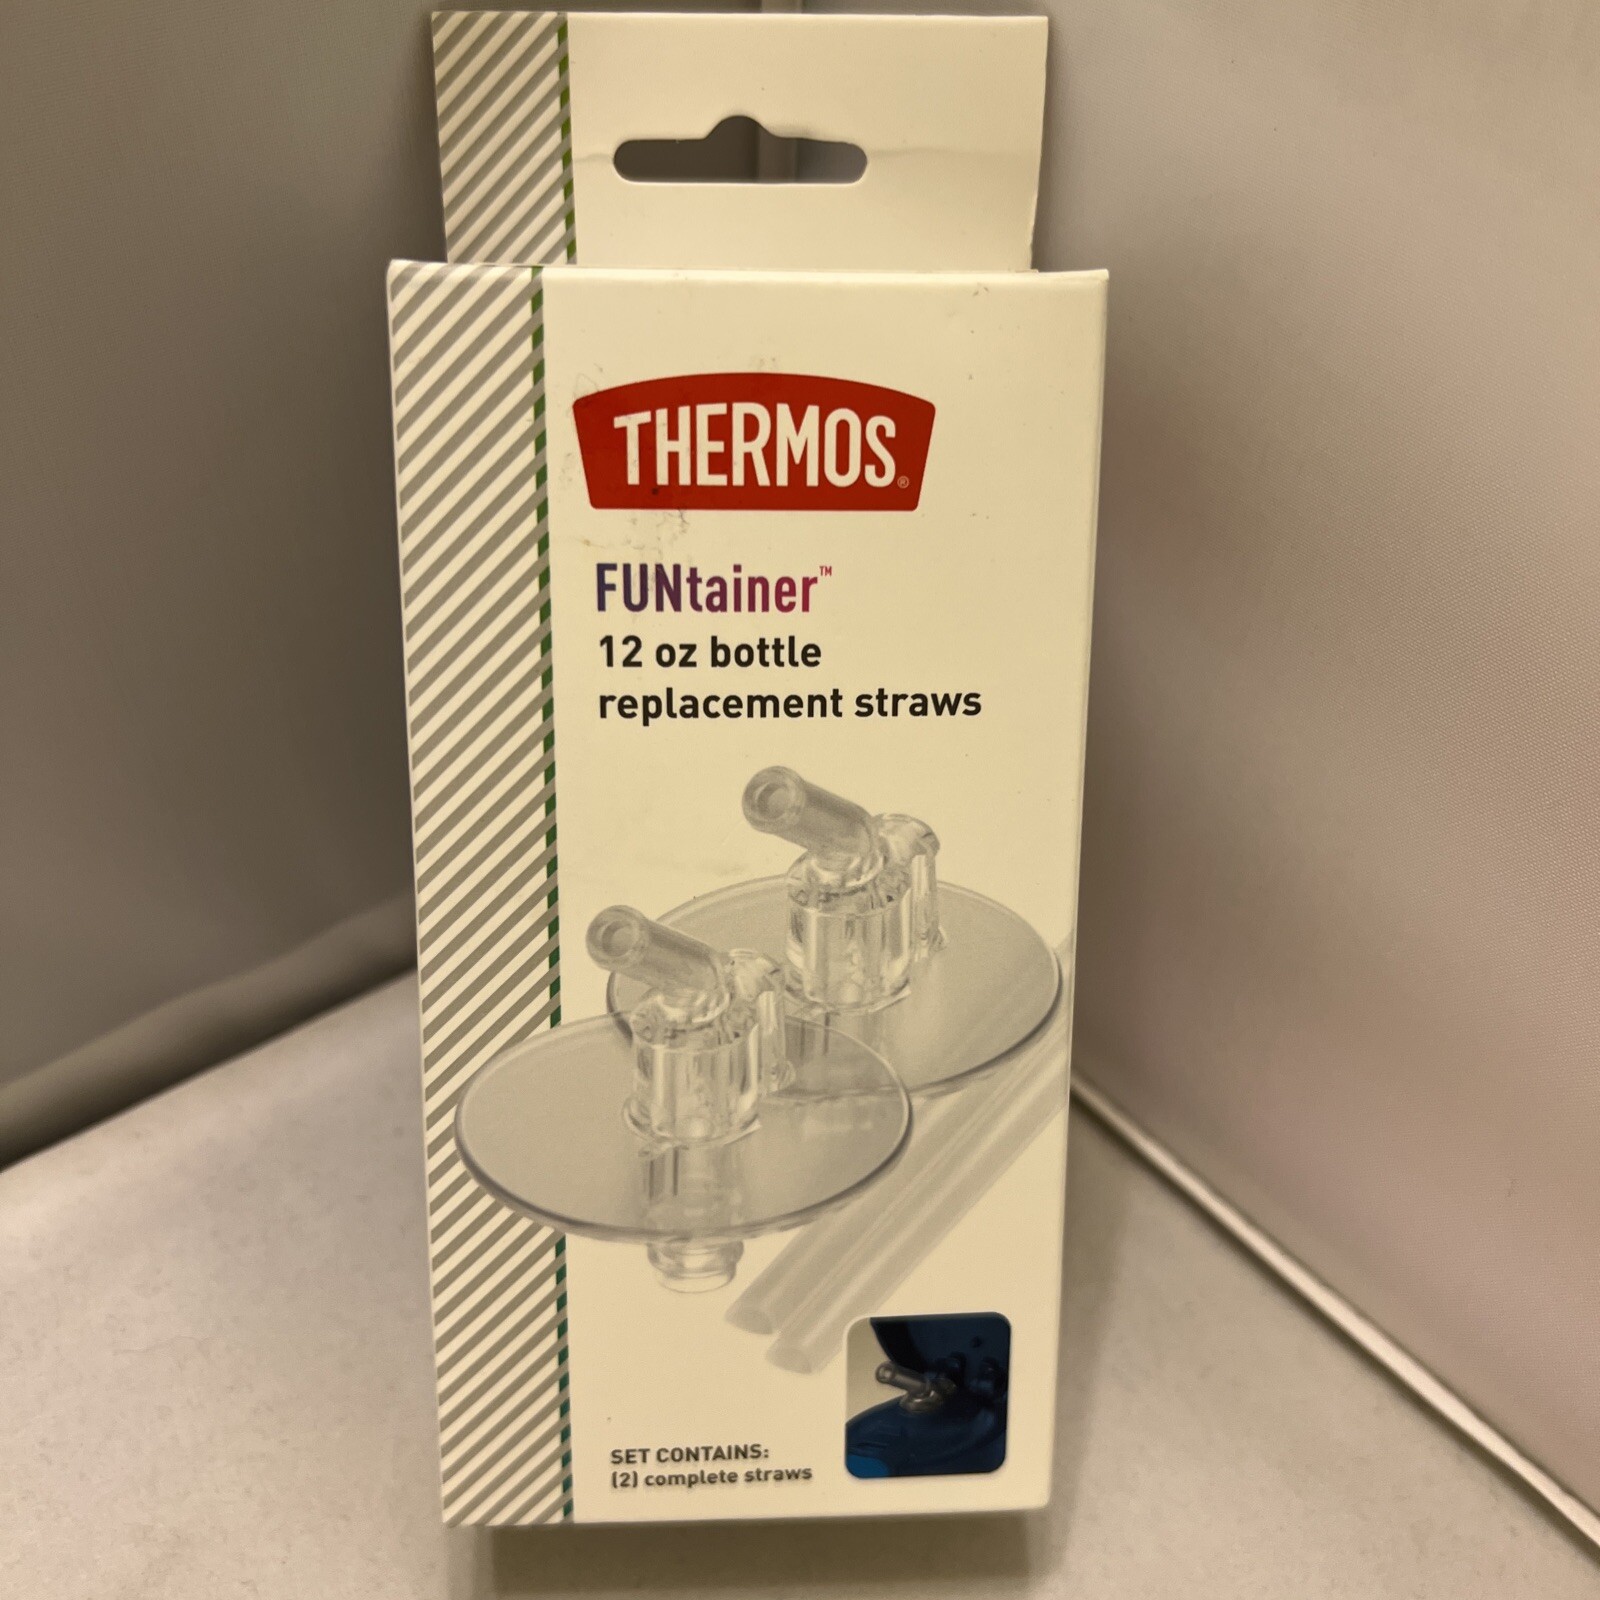 THERMOS®
FUNtainer™
12 oz bottle
replacement straws
SET CONTAINS:
(2) complete straws